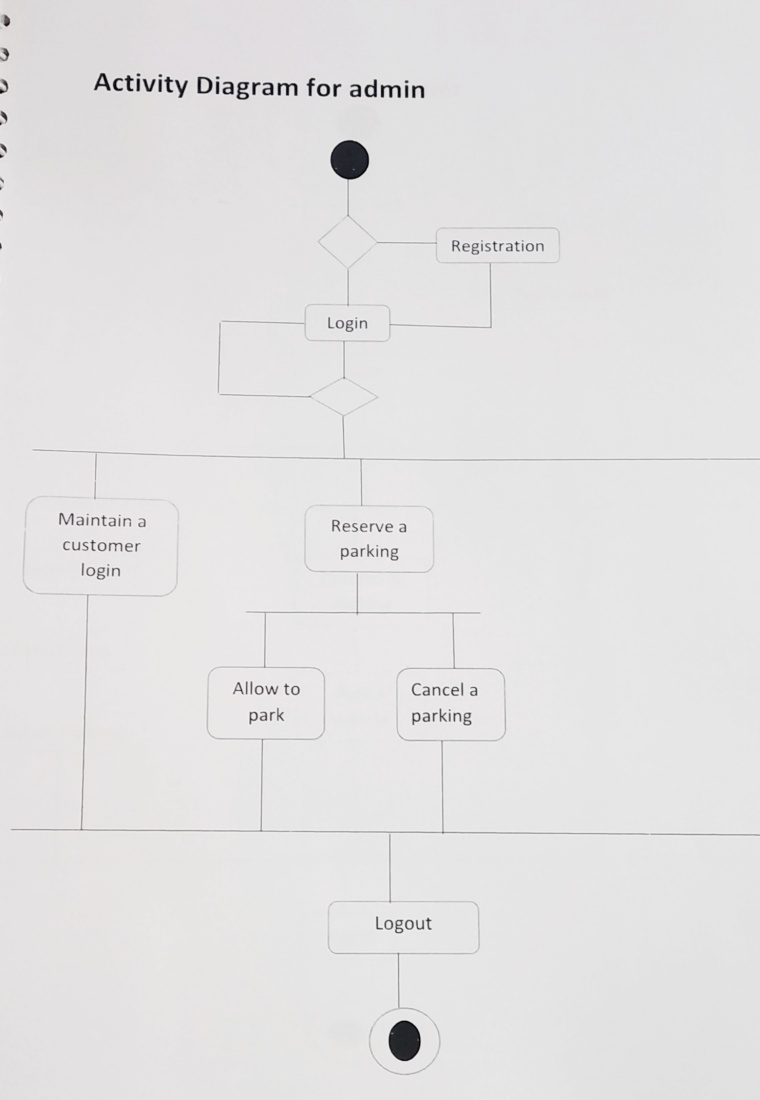 Activity Diagram for admin
Registration
Login
Maintain a
customer
login
Reserve a
parking
Allow to
park
Cancel a
parking
Logout